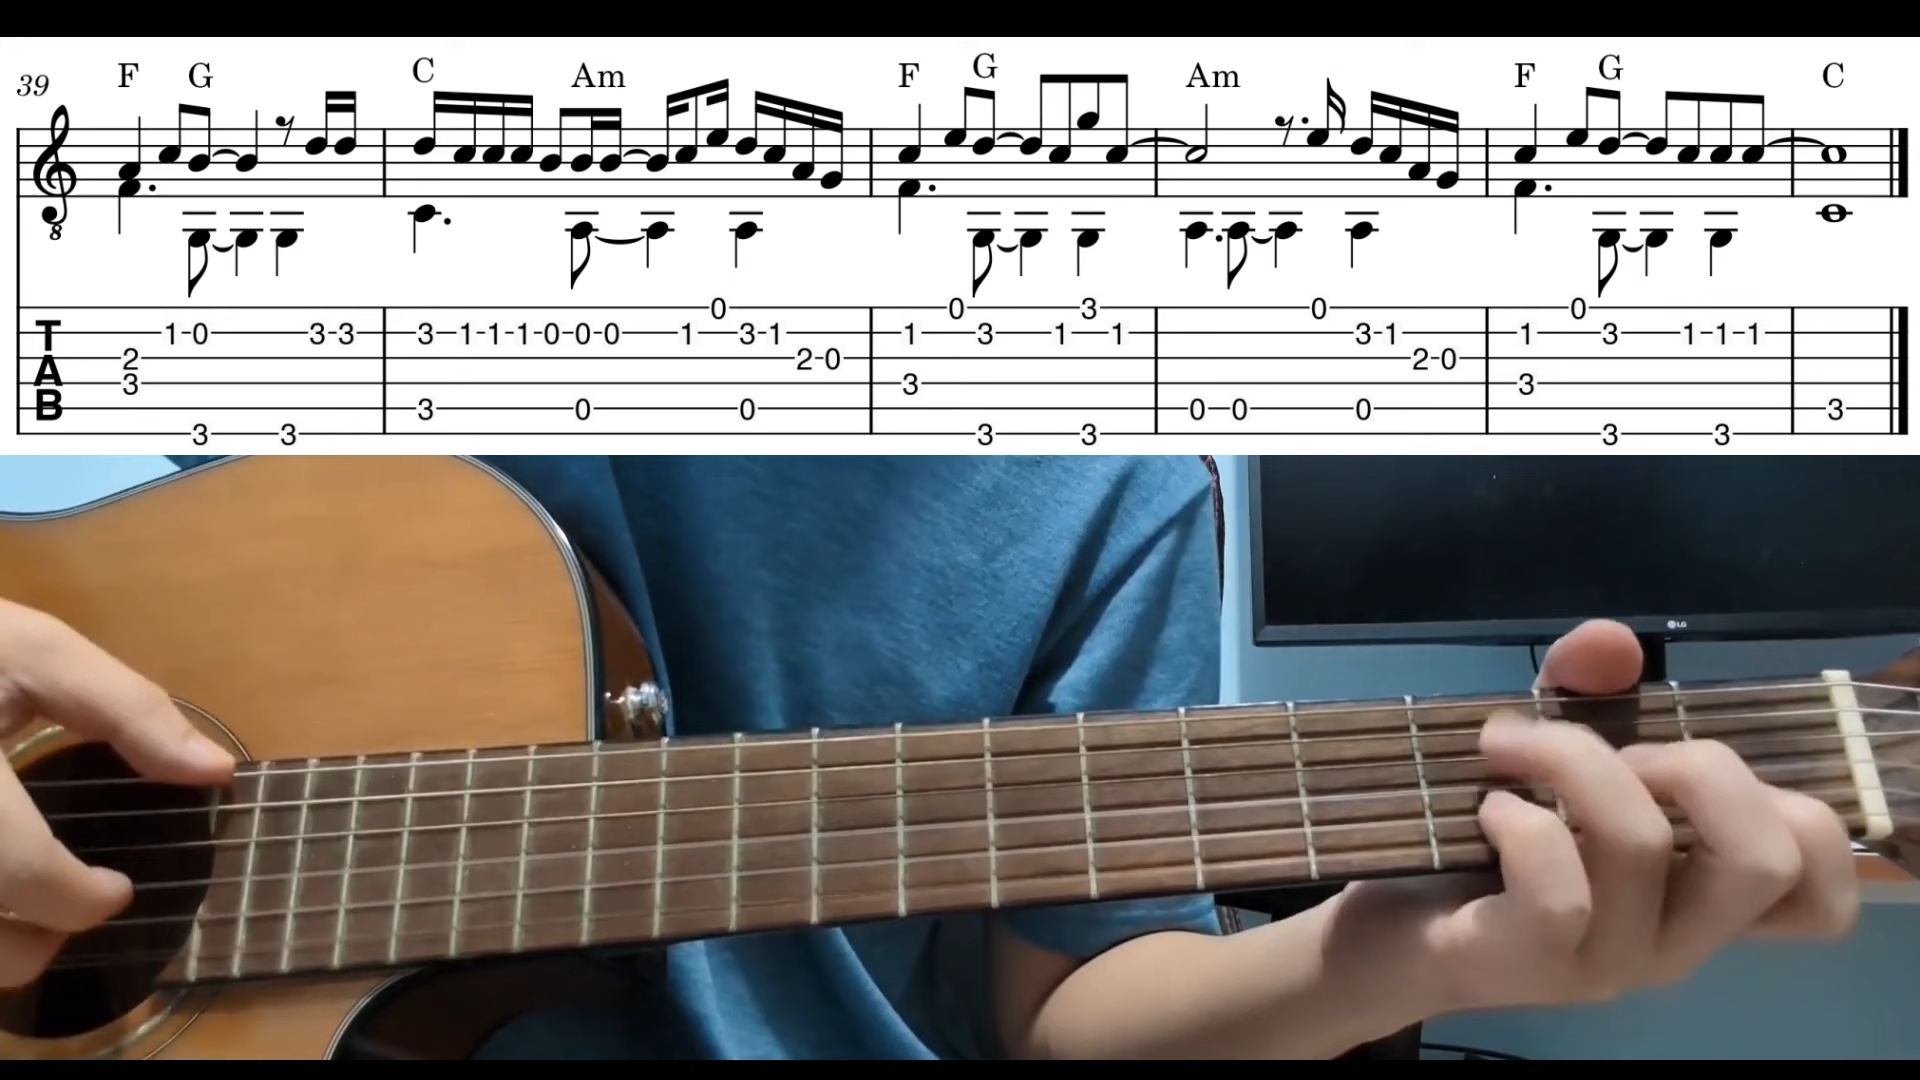 39 F G C Am F G Am F G C
8
0 3 0 0
T 1-0 3-3 3-1-1-1-0-0-0 1 3-1 1 3 1 1 3-1 1 3 1-1-1
A 2 2-0 2-0
3 3 3
B 3 0 0 0-0 0 3
3 3 3 3 3 3
LG